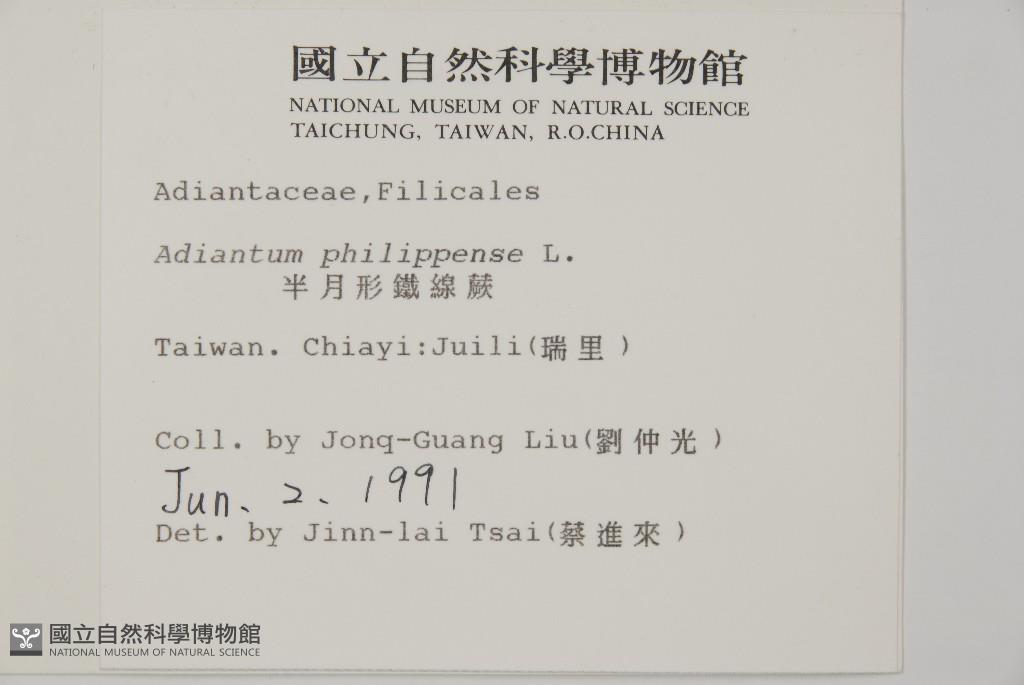 國立自然科學博物館
NATIONAL MUSEUM OF NATURAL SCIENCE
TAICHUNG, TAIWAN, R.O.CHINA
Adiantaceae,Filicales
Adiantum philippense L.
半月形鐵線蕨
Taiwan. Chiayi:Juili(瑞里)
Coll. by Jonq-Guang Liu(劉仲光)
Jun. 2. 1991
Det. by Jinn-lai Tsai(蔡進來)
國立自然科學博物館
NATIONAL MUSEUM OF NATURAL SCIENCE